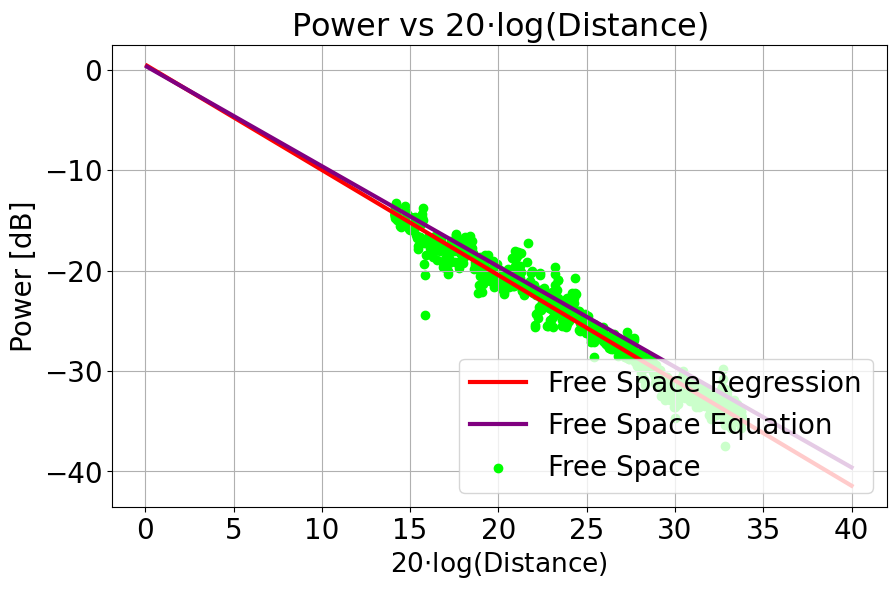 Power vs 20·log(Distance)
Power [dB]
0
−10
−20
−30
−40
Free Space Regression
Free Space Equation
Free Space
0 5 10 15 20 25 30 35 40
20·log(Distance)